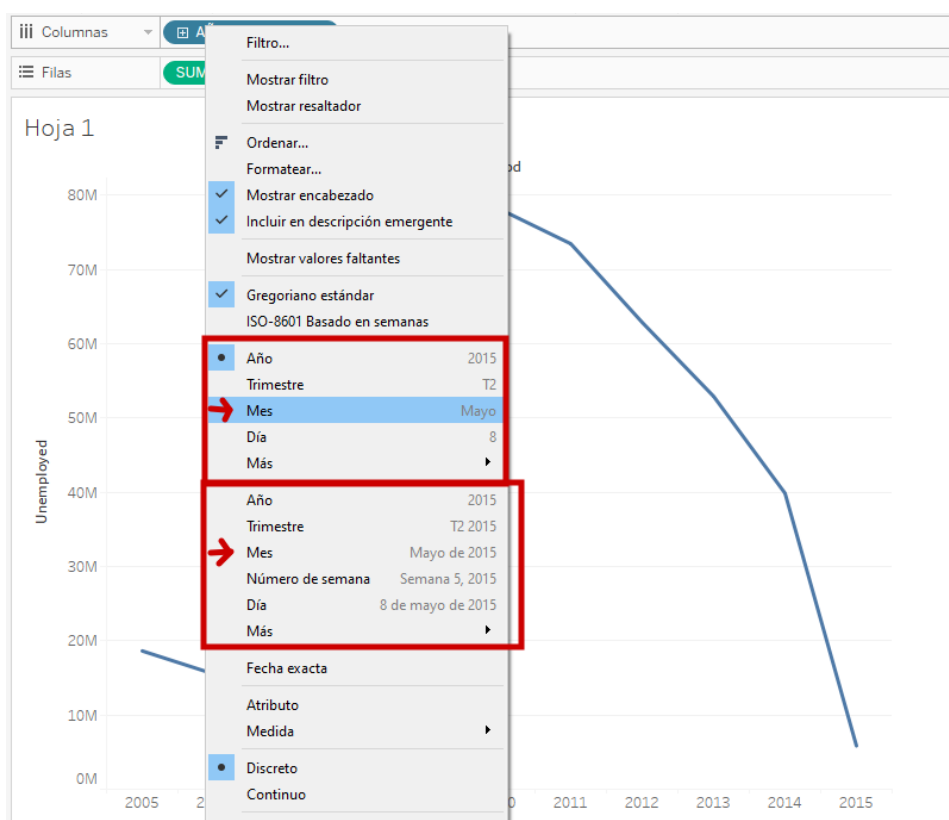 Columnas
Filas
SUM
Hoja 1
Filtro...
Mostrar filtro
Mostrar resaltador
Ordenar...
Formatear...
Mostrar encabezado
Incluir en descripción emergente
Mostrar valores faltantes
Gregoriano estándar
ISO-8601 Basado en semanas
Año 2015
Trimestre T2
Mes Mayo
Día 8
Más
Año 2015
Trimestre T2 2015
Mes Mayo de 2015
Número de semana Semana 5, 2015
Día 8 de mayo de 2015
Más
Fecha exacta
Atributo
Medida
Discreto
Continuo
80M
70M
60M
50M
40M
30M
20M
10M
0M
Unemployed
2005
2011
2012
2013
2014
2015